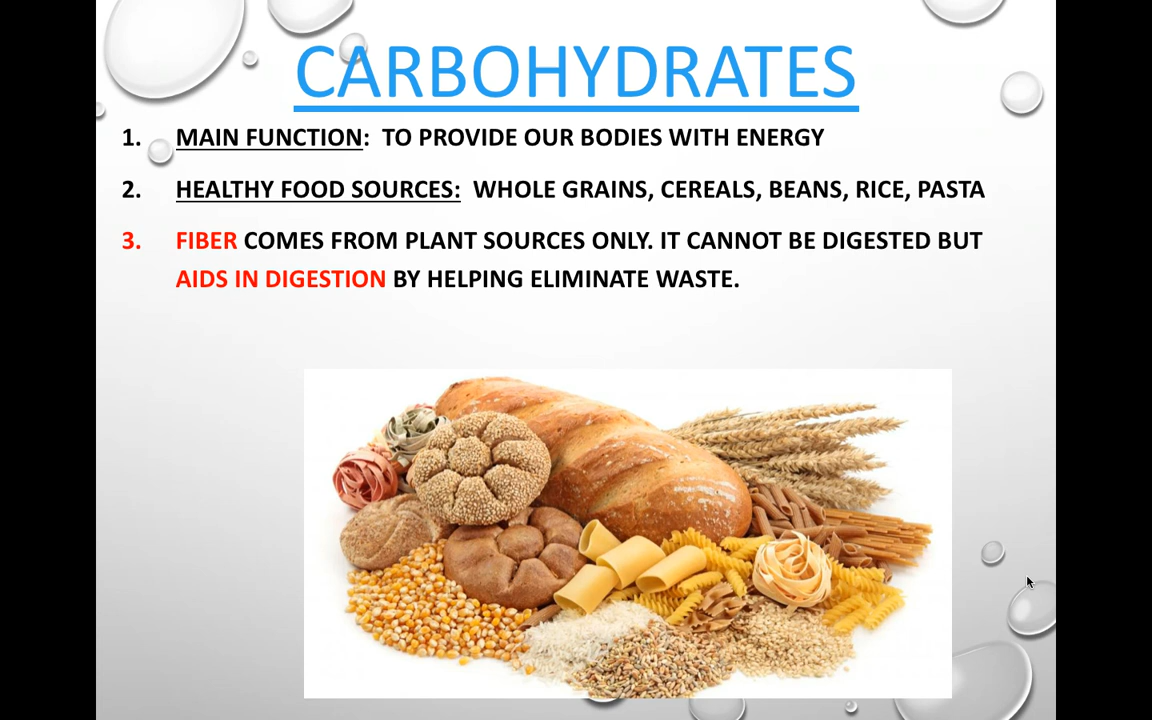 CARBOHYDRATES
1. MAIN FUNCTION: TO PROVIDE OUR BODIES WITH ENERGY
2. HEALTHY FOOD SOURCES: WHOLE GRAINS, CEREALS, BEANS, RICE, PASTA
3. FIBER COMES FROM PLANT SOURCES ONLY. IT CANNOT BE DIGESTED BUT
AIDS IN DIGESTION BY HELPING ELIMINATE WASTE.